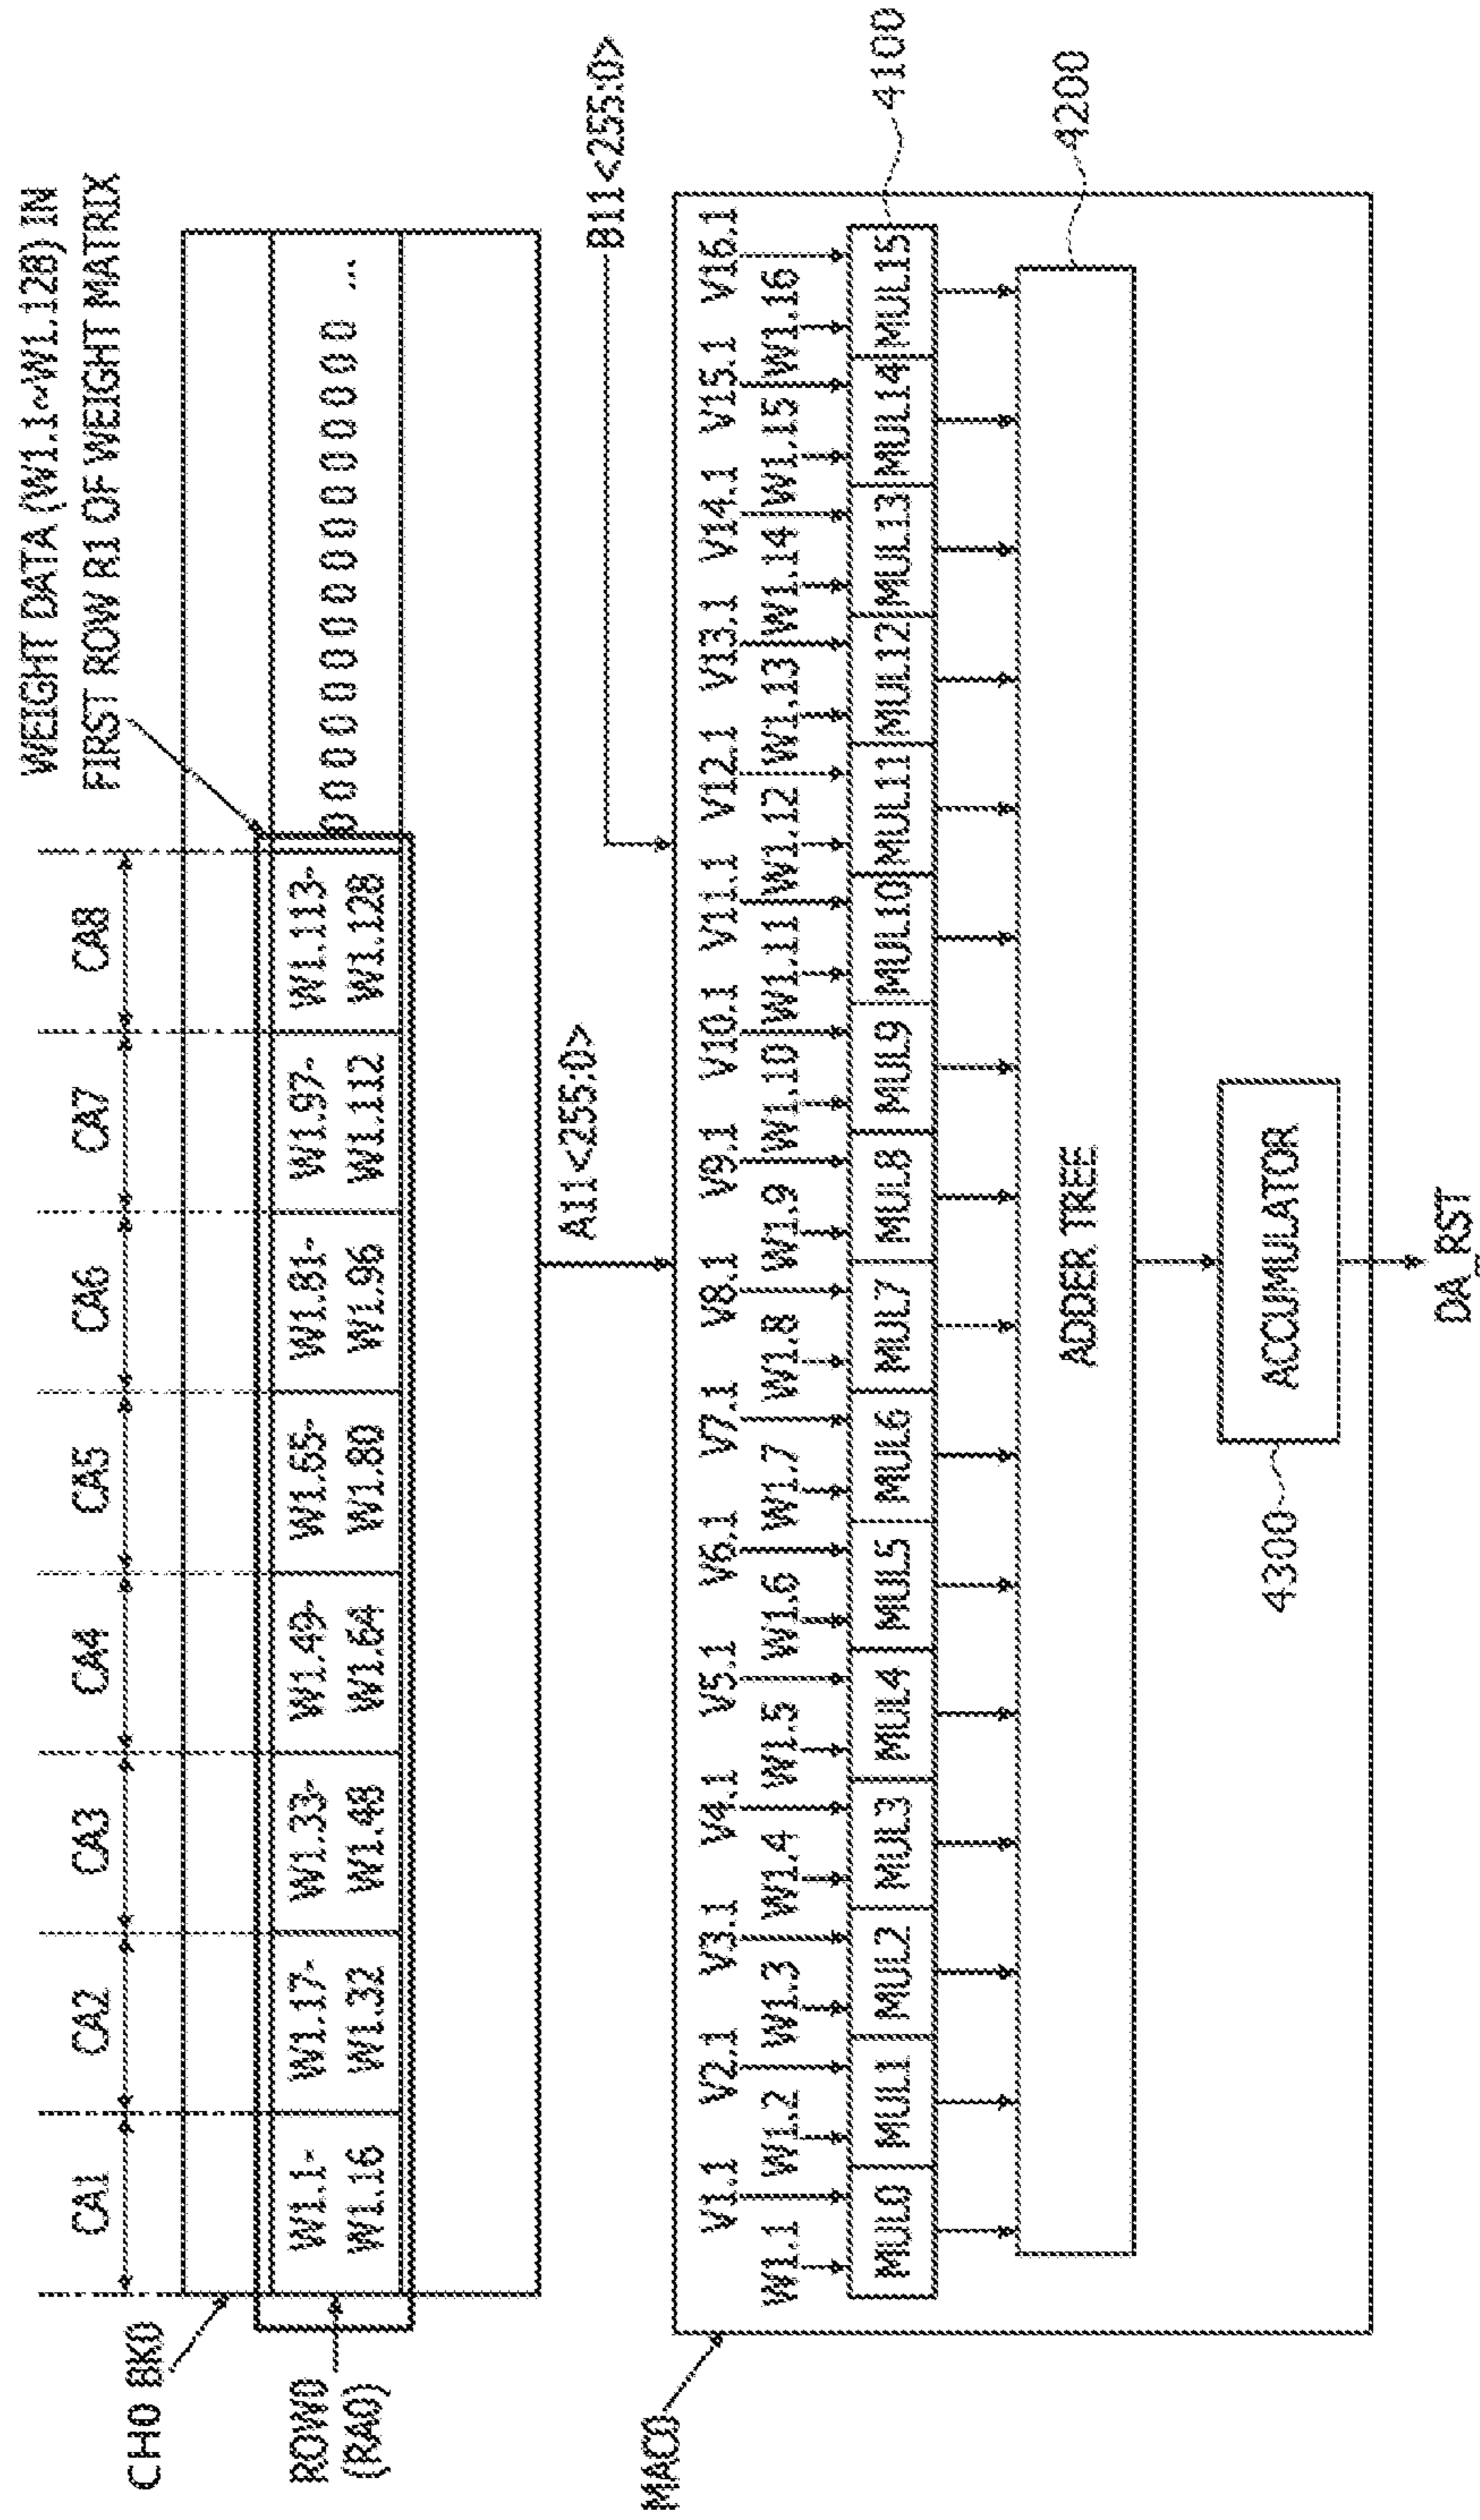 WEIGHT DATA (W1.1~W1.128) IN
FIRST ROW R1 OF WEIGHT MATRIX
CA1 CA2 CA3 CA4 CA5 CA6 CA7 CA8
CH0 BK0
ROW0
(RA0)
W1.1- W1.17- W1.33- W1.49- W1.65- W1.81- W1.97- W1.113-
W1.16 W1.32 W1.48 W1.64 W1.80 W1.96 W1.112 W1.128
0 0 0 0 0 0 0 0 0 0 0 0 0 0 ...
A11<255:0>
B11<255:0>
MAC0
V1.1 V2.1 V3.1 V4.1 V5.1 V6.1 V7.1 V8.1 V9.1 V10.1 V11.1 V12.1 V13.1 V14.1 V15.1 V16.1
W1.1 W1.2 W1.3 W1.4 W1.5 W1.6 W1.7 W1.8 W1.9 W1.10 W1.11 W1.12 W1.13 W1.14 W1.15 W1.16
MUL0 MUL1 MUL2 MUL3 MUL4 MUL5 MUL6 MUL7 MUL8 MUL9 MUL10 MUL11 MUL12 MUL13 MUL14 MUL15
4100
ADDER TREE
4200
4300
ACCUMULATOR
DA_RST